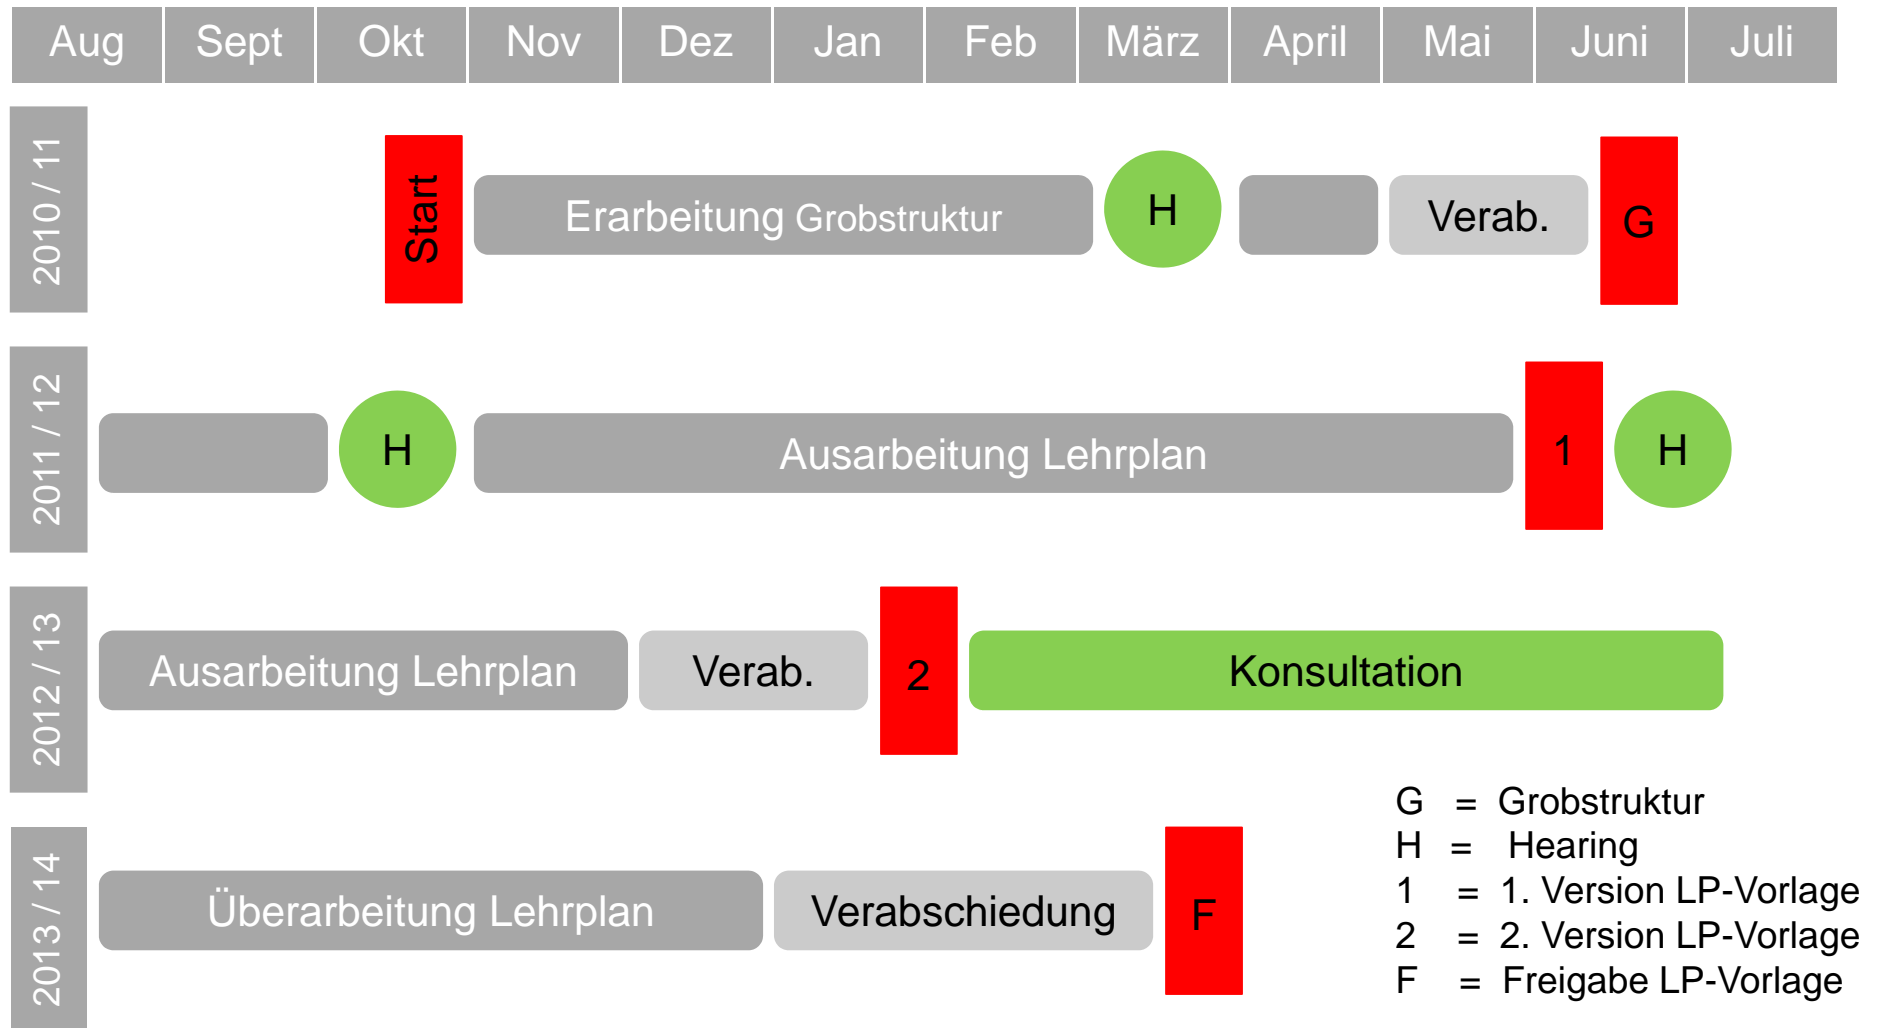 Aug Sept Okt Nov Dez Jan Feb März April Mai Juni Juli
2010 / 11
Start
Erarbeitung Grobstruktur
H
Verab.
G
2011 / 12
H
Ausarbeitung Lehrplan
1
H
2012 / 13
Ausarbeitung Lehrplan
Verab.
2
Konsultation
2013 / 14
Überarbeitung Lehrplan
Verabschiedung
F
G = Grobstruktur
H = Hearing
1 = 1. Version LP-Vorlage
2 = 2. Version LP-Vorlage
F = Freigabe LP-Vorlage